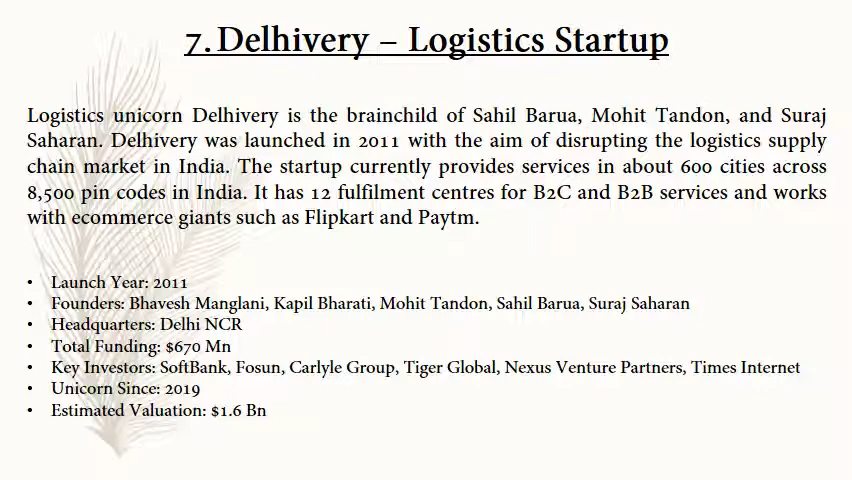 7. Delhivery – Logistics Startup
Logistics unicorn Delhivery is the brainchild of Sahil Barua, Mohit Tandon, and Suraj
Saharan. Delhivery was launched in 2011 with the aim of disrupting the logistics supply
chain market in India. The startup currently provides services in about 600 cities across
8,500 pin codes in India. It has 12 fulfilment centres for B2C and B2B services and works
with ecommerce giants such as Flipkart and Paytm.
• Launch Year: 2011
• Founders: Bhavesh Manglani, Kapil Bharati, Mohit Tandon, Sahil Barua, Suraj Saharan
• Headquarters: Delhi NCR
• Total Funding: $670 Mn
• Key Investors: SoftBank, Fosun, Carlyle Group, Tiger Global, Nexus Venture Partners, Times Internet
• Unicorn Since: 2019
• Estimated Valuation: $1.6 Bn